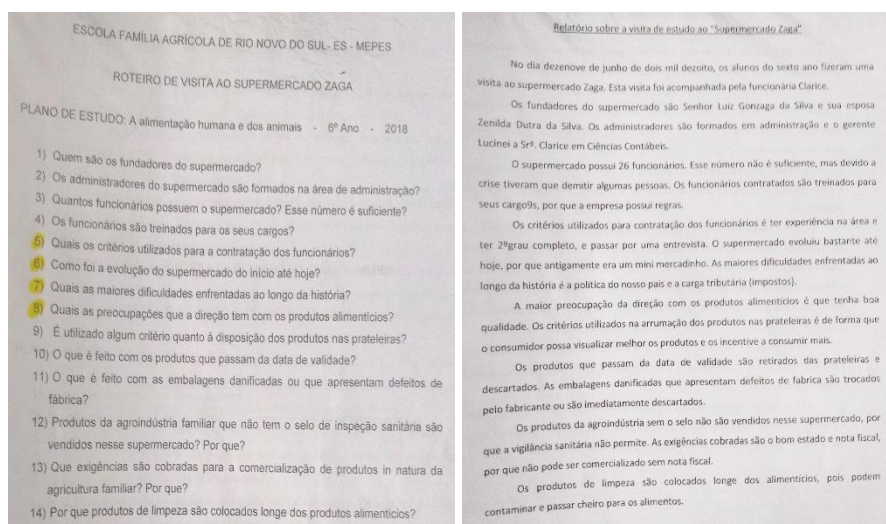 ESCOLA FAMÍLIA AGRÍCOLA DE RIO NOVO DO SUL- ES - MEPES
ROTEIRO DE VISITA AO SUPERMERCADO ZAGA
PLANO DE ESTUDO: A alimentação humana e dos animais - 6º Ano - 2018
1) Quem são os fundadores do supermercado?
2) Os administradores do supermercado são formados na área de administração?
3) Quantos funcionários possuem o supermercado? Esse número é suficiente?
4) Os funcionários são treinados para os seus cargos?
5) Quais os critérios utilizados para a contratação dos funcionários?
6) Como foi a evolução do supermercado do início até hoje?
7) Quais as maiores dificuldades enfrentadas ao longo da história?
8) Quais as preocupações que a direção tem com os produtos alimentícios?
9) É utilizado algum critério quanto à disposição dos produtos nas prateleiras?
10) O que é feito com os produtos que passam da data de validade?
11) O que é feito com as embalagens danificadas ou que apresentam defeitos de
fábrica?
12) Produtos da agroindústria familiar que não tem o selo de inspeção sanitária são
vendidos nesse supermercado? Por que?
13) Que exigências são cobradas para a comercialização de produtos in natura da
agricultura familiar? Por que?
14) Por que produtos de limpeza são colocados longe dos produtos alimentícios?
Relatório sobre a visita de estudo ao "Supermercado Zaga"
No dia dezenove de junho de dois mil dezoito, os alunos do sexto ano fizeram uma
visita ao supermercado Zaga. Esta visita foi acompanhada pela funcionária Clarice.
Os fundadores do supermercado são Senhor Luiz Gonzaga da Silva e sua esposa
Zenilda Dutra da Silva. Os administradores são formados em administração e o gerente
Lucinei a Srª. Clarice em Ciências Contábeis.
O supermercado possui 26 funcionários. Esse número não é suficiente, mas devido a
crise tiveram que demitir algumas pessoas. Os funcionários contratados são treinados para
seus cargo9s, por que a empresa possui regras.
Os critérios utilizados para contratação dos funcionários é ter experiência na área e
ter 2ºgrau completo, e passar por uma entrevista. O supermercado evoluiu bastante até
hoje, por que antigamente era um mini mercadinho. As maiores dificuldades enfrentadas ao
longo da história é a politica do nosso pais e a carga tributária (impostos).
A maior preocupação da direção com os produtos alimentícios é que tenha boa
qualidade. Os critérios utilizados na arrumação dos produtos nas prateleiras é de forma que
o consumidor possa visualizar melhor os produtos e os incentive a consumir mais.
Os produtos que passam da data de validade são retirados das prateleiras e
descartados. As embalagens danificadas que apresentam defeitos de fabrica são trocados
pelo fabricante ou são imediatamente descartados.
Os produtos da agroindústria sem o selo não são vendidos nesse supermercado, por
que a vigilância sanitária não permite. As exigências cobradas são o bom estado e nota fiscal,
por que não pode ser comercializado sem nota fiscal.
Os produtos de limpeza são colocados longe dos alimentícios, pois podem
contaminar e passar cheiro para os alimentos.